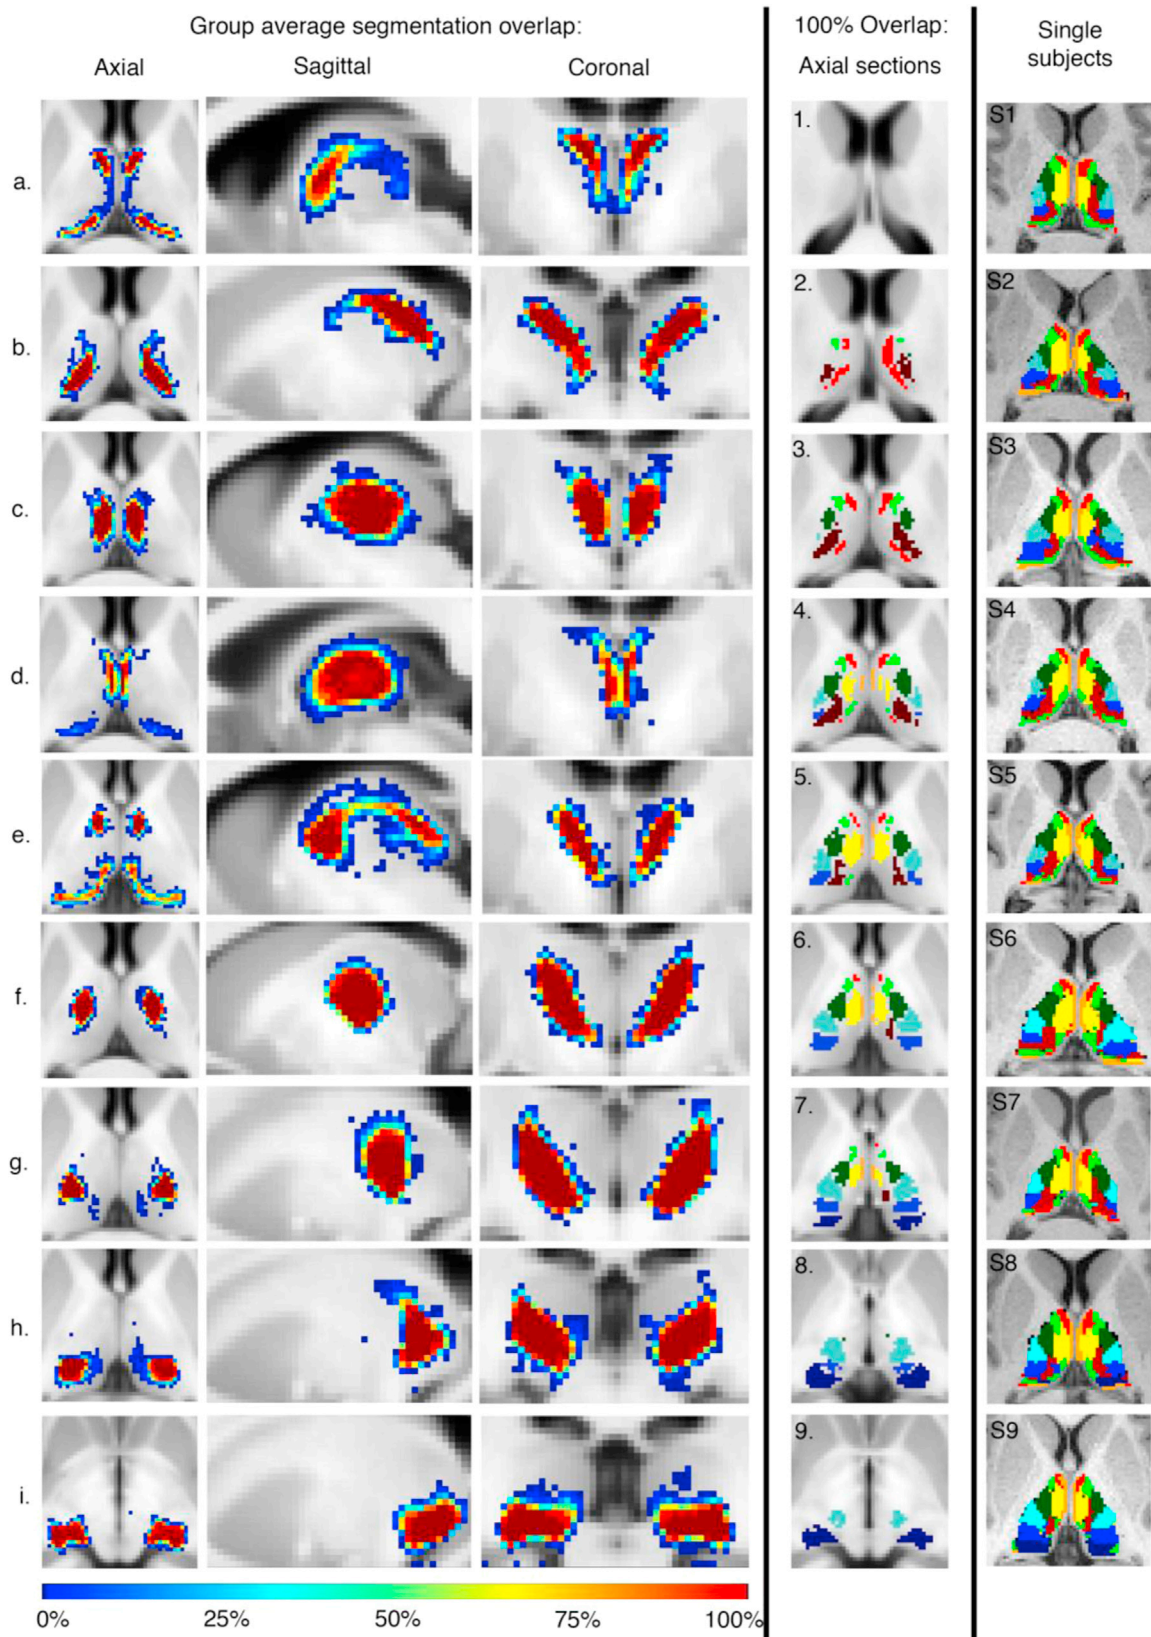 Group average segmentation overlap:
Axial
Sagittal
Coronal
100% Overlap:
Axial sections
Single
subjects
a.
1.
S1
b.
2.
S2
c.
3.
S3
d.
4.
S4
e.
5.
S5
f.
6.
S6
g.
7.
S7
h.
8.
S8
i.
9.
S9
0%
25%
50%
75%
100%